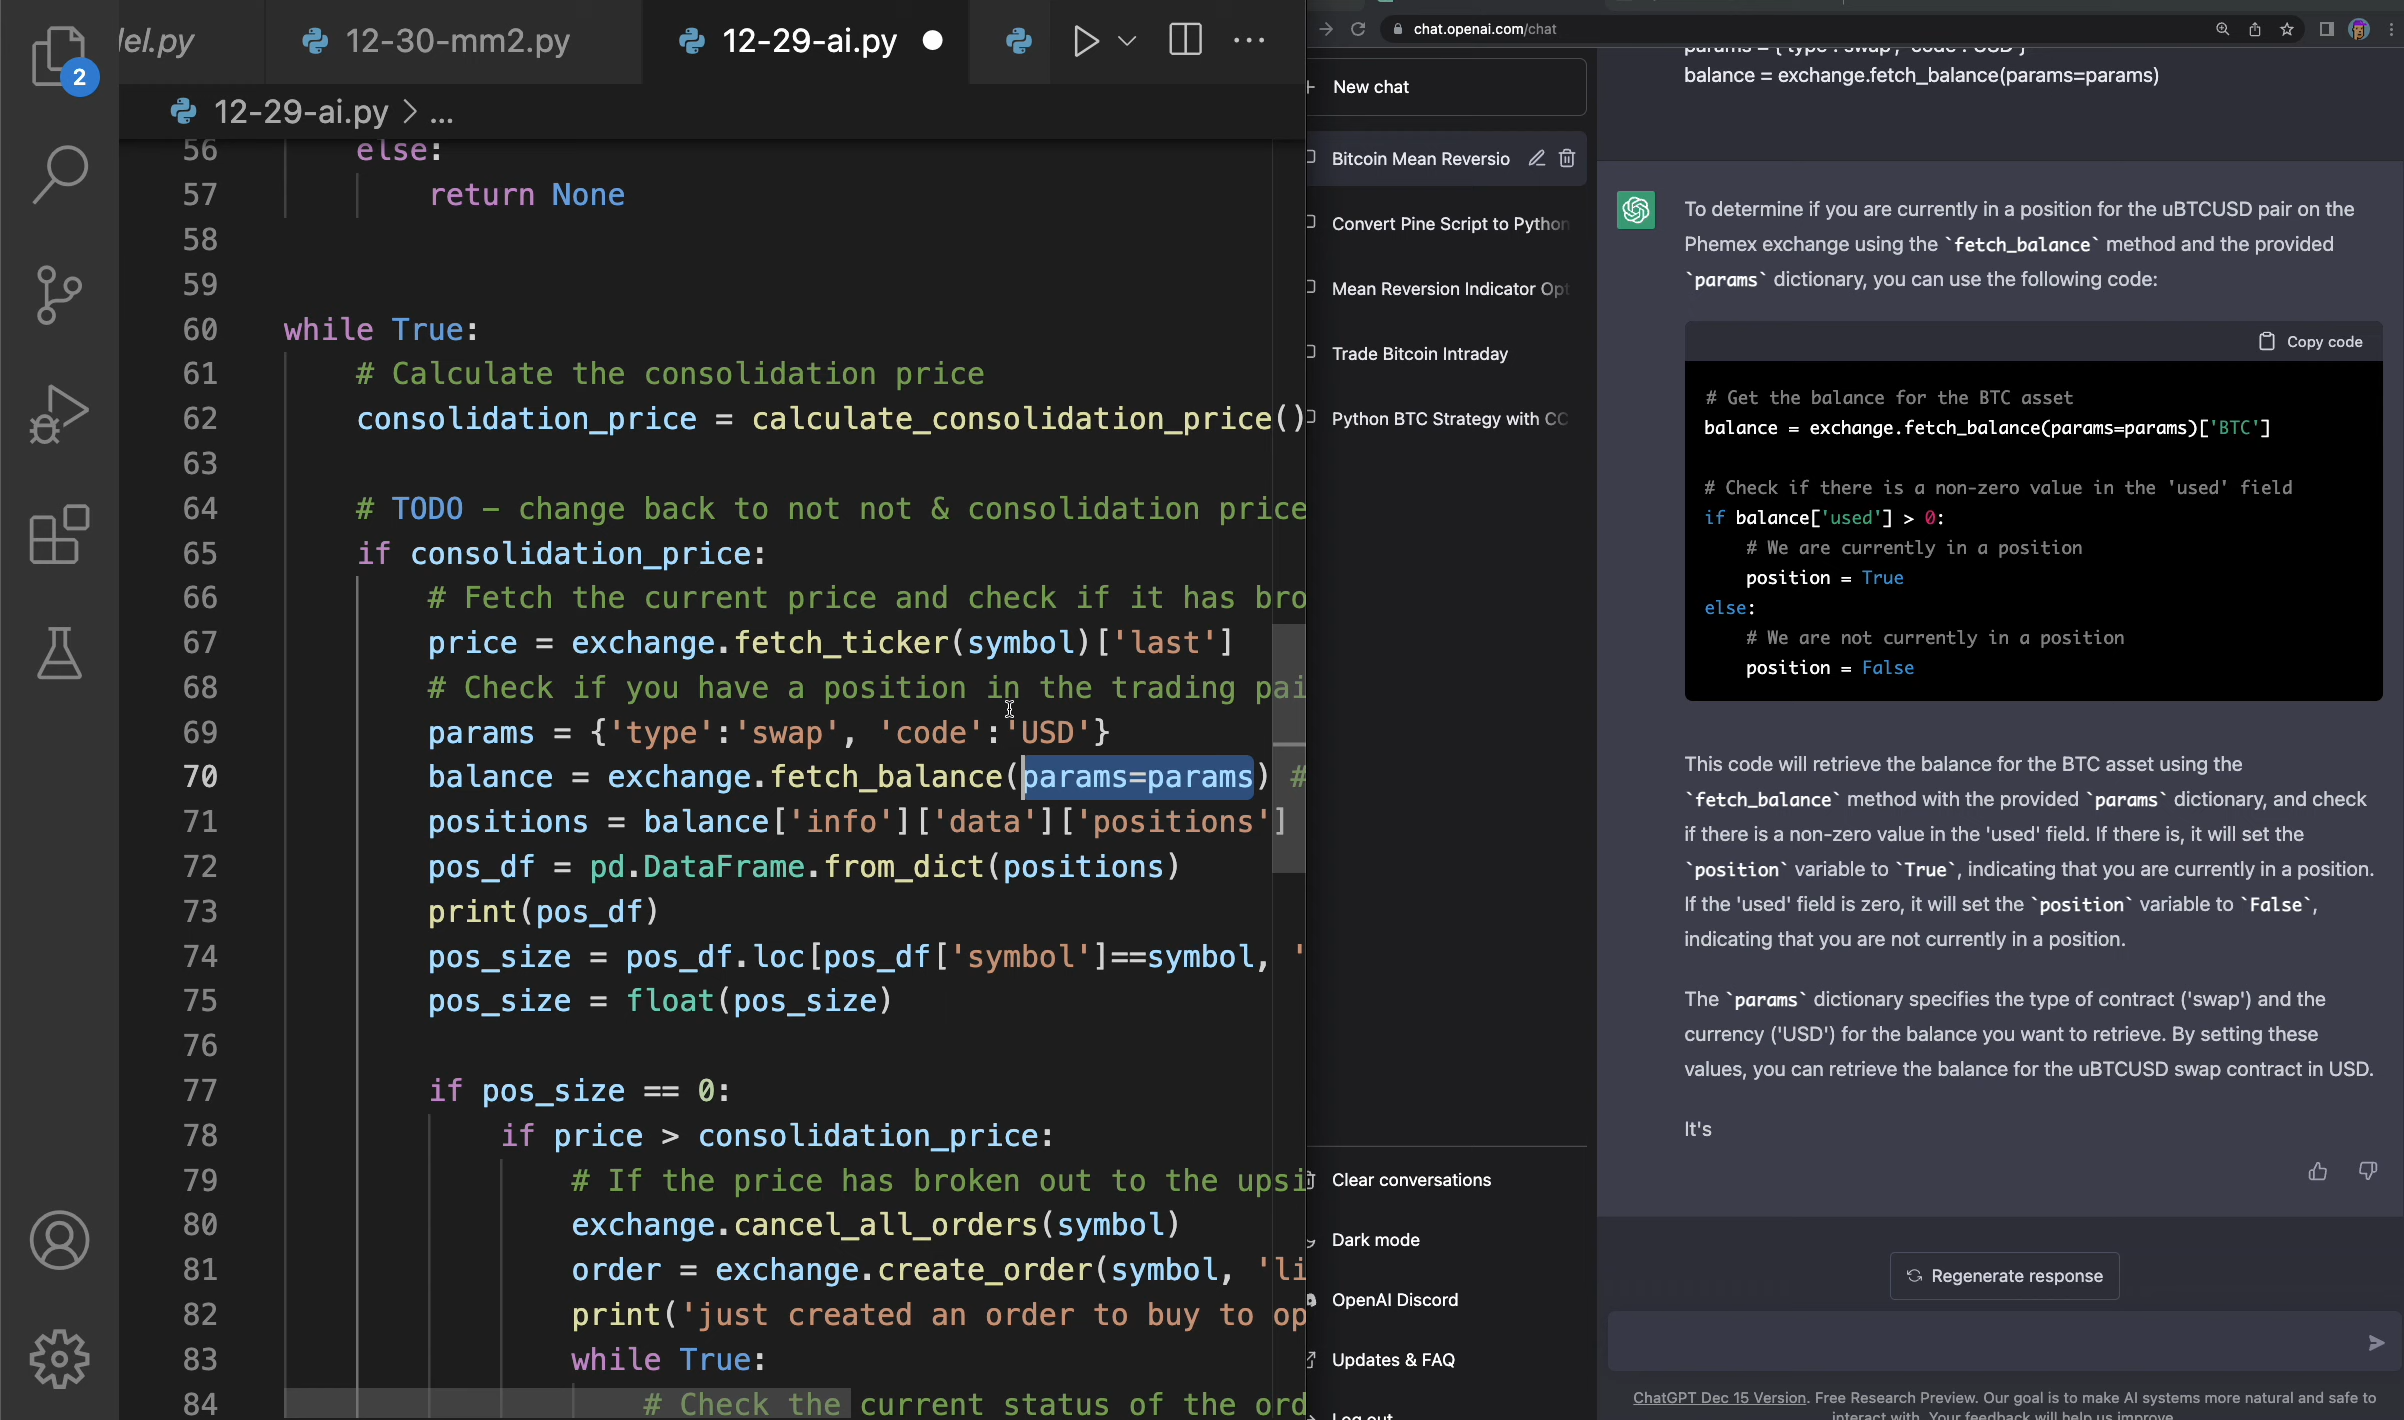 lel.py
12-30-mm2.py
12-29-ai.py
2
12-29-ai.py > ...
56 else:
57 return None
58
59
60 while True:
61 # Calculate the consolidation price
62 consolidation_price = calculate_consolidation_price()
63
64 # TODO – change back to not not & consolidation price
65 if consolidation_price:
66 # Fetch the current price and check if it has bro
67 price = exchange.fetch_ticker(symbol)['last']
68 # Check if you have a position in the trading pai
69 params = {'type':'swap', 'code':'USD'}
70 balance = exchange.fetch_balance(params=params) #
71 positions = balance['info']['data']['positions']
72 pos_df = pd.DataFrame.from_dict(positions)
73 print(pos_df)
74 pos_size = pos_df.loc[pos_df['symbol']==symbol, '
75 pos_size = float(pos_size)
76
77 if pos_size == 0:
78 if price > consolidation_price:
79 # If the price has broken out to the upsi
80 exchange.cancel_all_orders(symbol)
81 order = exchange.create_order(symbol, 'li
82 print('just created an order to buy to op
83 while True:
84 # Check the current status of the ord
chat.openai.com/chat
New chat
Bitcoin Mean Reversio
Convert Pine Script to Python
Mean Reversion Indicator Opt
Trade Bitcoin Intraday
Python BTC Strategy with CC
Clear conversations
Dark mode
OpenAI Discord
Updates & FAQ
Log out
params = {'type':'swap', 'code':'USD'}
balance = exchange.fetch_balance(params=params)
To determine if you are currently in a position for the uBTCUSD pair on the
Phemex exchange using the `fetch_balance` method and the provided
`params` dictionary, you can use the following code:
Copy code
# Get the balance for the BTC asset
balance = exchange.fetch_balance(params=params)['BTC']
# Check if there is a non-zero value in the 'used' field
if balance['used'] > 0:
# We are currently in a position
position = True
else:
# We are not currently in a position
position = False
This code will retrieve the balance for the BTC asset using the
`fetch_balance` method with the provided `params` dictionary, and check
if there is a non-zero value in the 'used' field. If there is, it will set the
`position` variable to `True`, indicating that you are currently in a position.
If the 'used' field is zero, it will set the `position` variable to `False`,
indicating that you are not currently in a position.
The `params` dictionary specifies the type of contract ('swap') and the
currency ('USD') for the balance you want to retrieve. By setting these
values, you can retrieve the balance for the uBTCUSD swap contract in USD.
It's
Regenerate response
ChatGPT Dec 15 Version. Free Research Preview. Our goal is to make AI systems more natural and safe to
interact with. Your feedback will help us improve.